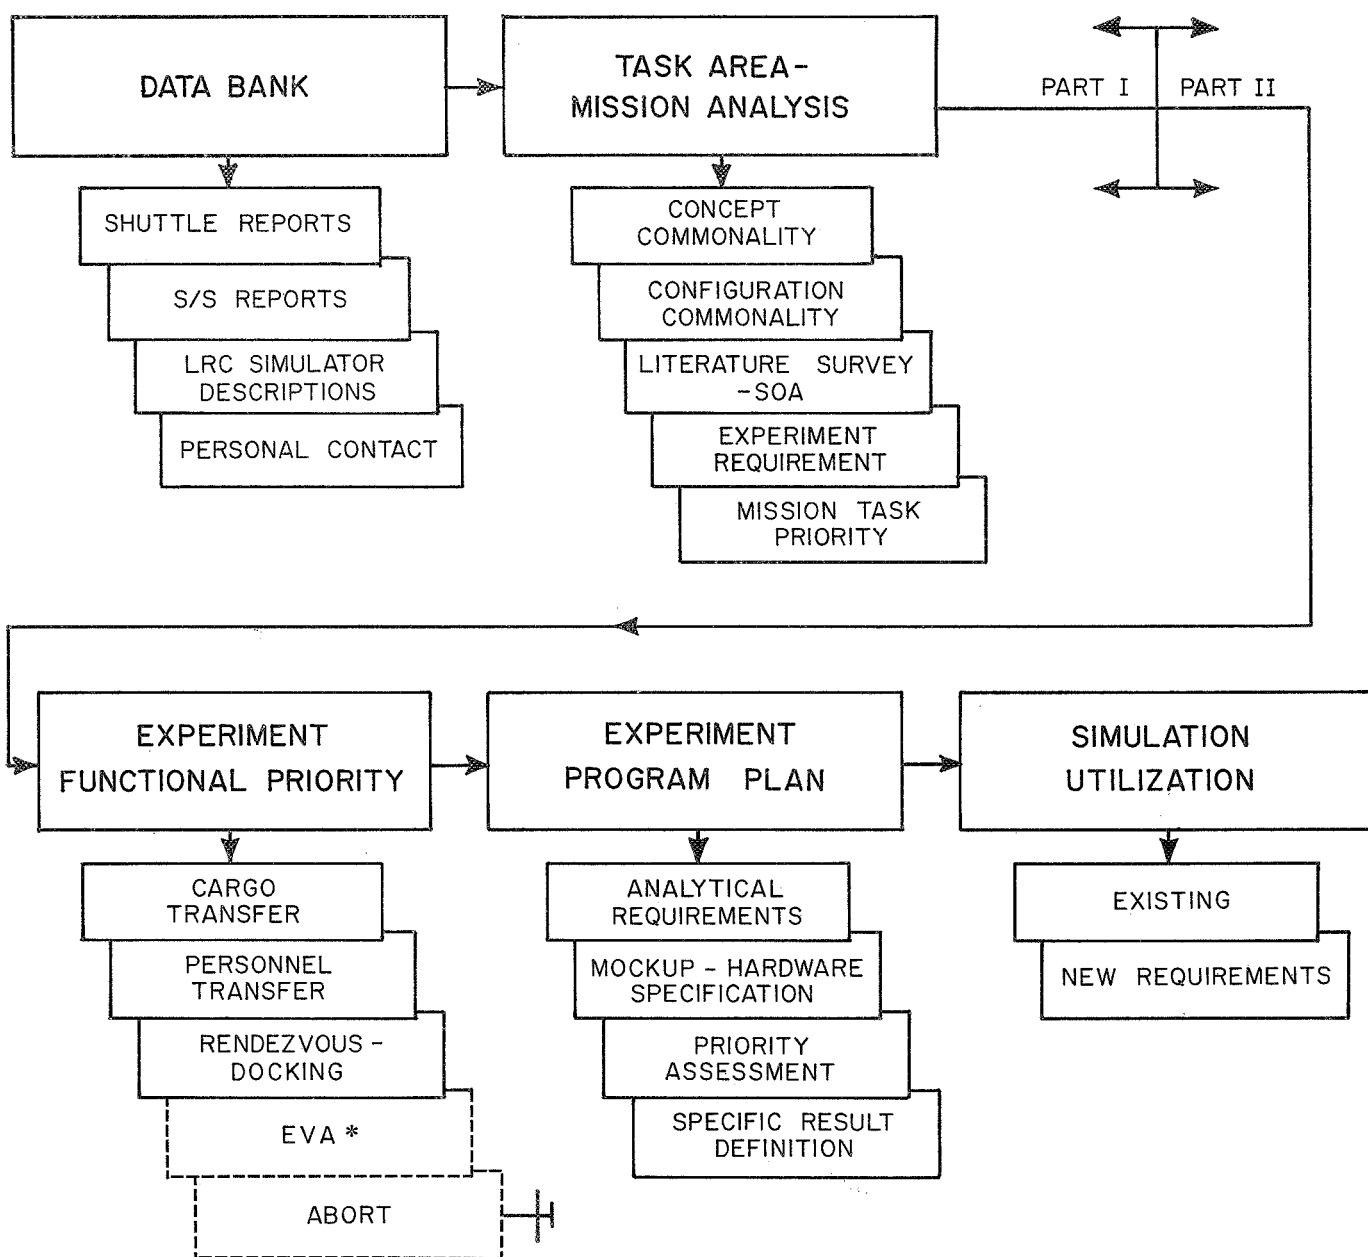 DATA BANK
TASK AREA-
MISSION ANALYSIS
PART I
PART II
SHUTTLE REPORTS
S/S REPORTS
LRC SIMULATOR
DESCRIPTIONS
PERSONAL CONTACT
CONCEPT
COMMONALITY
CONFIGURATION
COMMONALITY
LITERATURE SURVEY
-SOA
EXPERIMENT
REQUIREMENT
MISSION TASK
PRIORITY
EXPERIMENT
FUNCTIONAL PRIORITY
EXPERIMENT
PROGRAM PLAN
SIMULATION
UTILIZATION
CARGO
TRANSFER
PERSONNEL
TRANSFER
RENDEZVOUS-
DOCKING
EVA *
ABORT
ANALYTICAL
REQUIREMENTS
MOCKUP - HARDWARE
SPECIFICATION
PRIORITY
ASSESSMENT
SPECIFIC RESULT
DEFINITION
EXISTING
NEW REQUIREMENTS